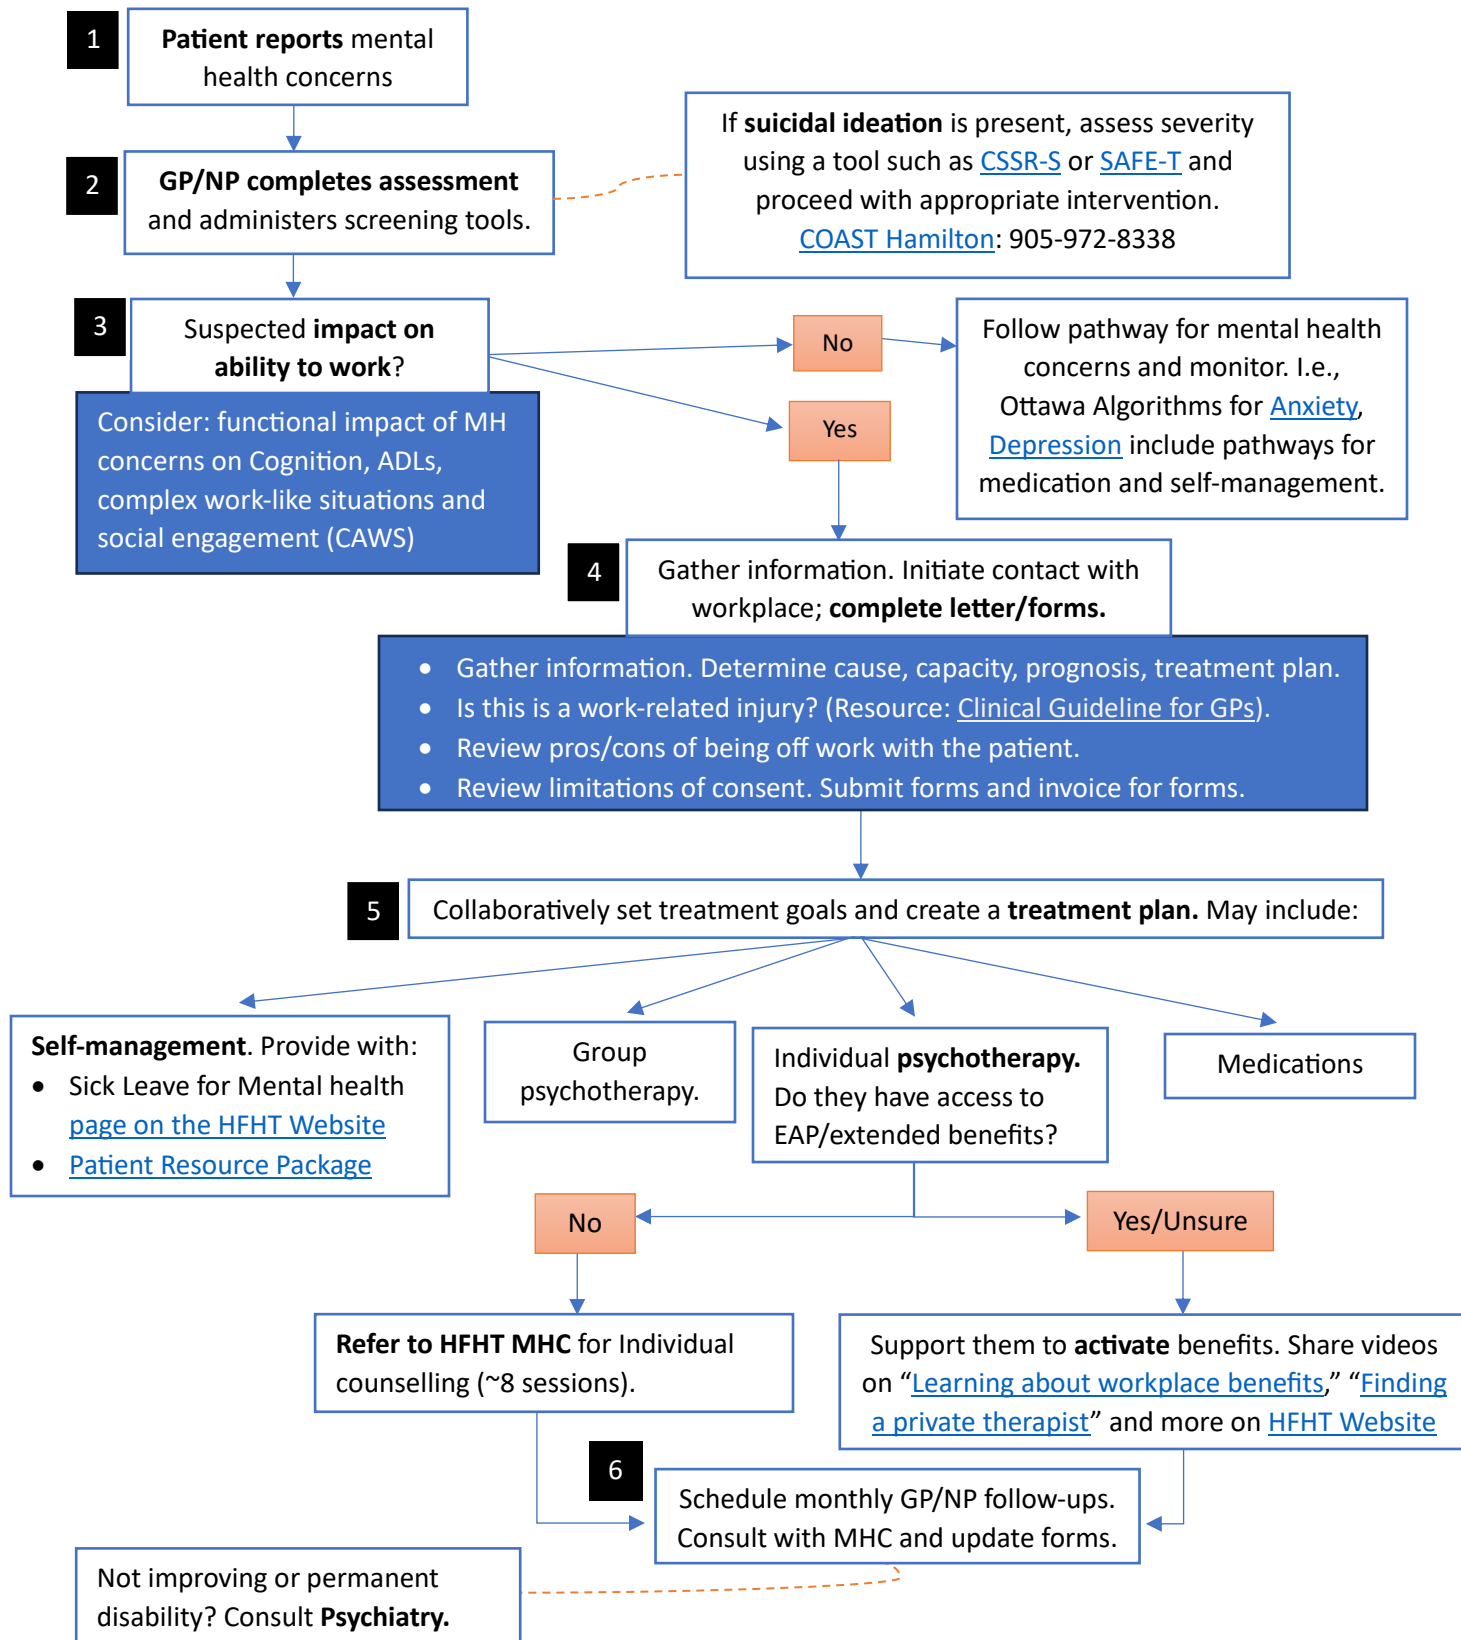 1
Patient reports mental
health concerns
If suicidal ideation is present, assess severity
using a tool such as CSSR-S or SAFE-T and
proceed with appropriate intervention.
COAST Hamilton: 905-972-8338
2
GP/NP completes assessment
and administers screening tools.
3
Suspected impact on
ability to work?
Consider: functional impact of MH
concerns on Cognition, ADLs,
complex work-like situations and
social engagement (CAWS)
No
Follow pathway for mental health
concerns and monitor. I.e.,
Ottawa Algorithms for Anxiety,
Depression include pathways for
medication and self-management.
Yes
4
Gather information. Initiate contact with
workplace; complete letter/forms.
• Gather information. Determine cause, capacity, prognosis, treatment plan.
• Is this is a work-related injury? (Resource: Clinical Guideline for GPs).
• Review pros/cons of being off work with the patient.
• Review limitations of consent. Submit forms and invoice for forms.
5
Collaboratively set treatment goals and create a treatment plan. May include:
Self-management. Provide with:
• Sick Leave for Mental health
page on the HFHT Website
• Patient Resource Package
Group
psychotherapy.
Individual psychotherapy.
Do they have access to
EAP/extended benefits?
Medications
No
Yes/Unsure
Refer to HFHT MHC for Individual
counselling (~8 sessions).
Support them to activate benefits. Share videos
on “Learning about workplace benefits,” “Finding
a private therapist” and more on HFHT Website
6
Schedule monthly GP/NP follow-ups.
Consult with MHC and update forms.
Not improving or permanent
disability? Consult Psychiatry.